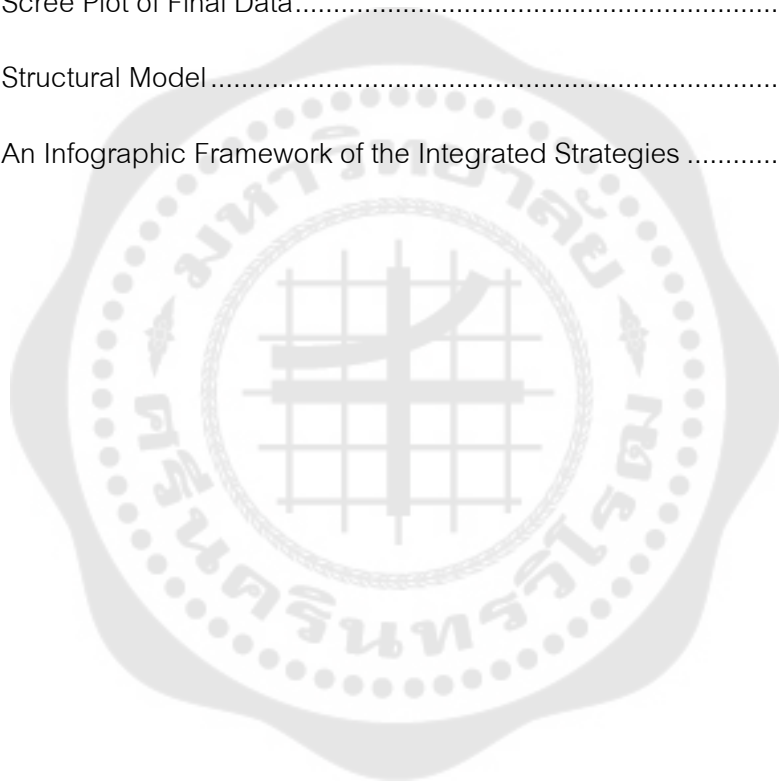 Scree Plot of Final Data........................................................................
Structural Model....................................................................................
An Infographic Framework of the Integrated Strategies ............
มหาวิทยาลัย
ศรีนครินทรวิโรฒ